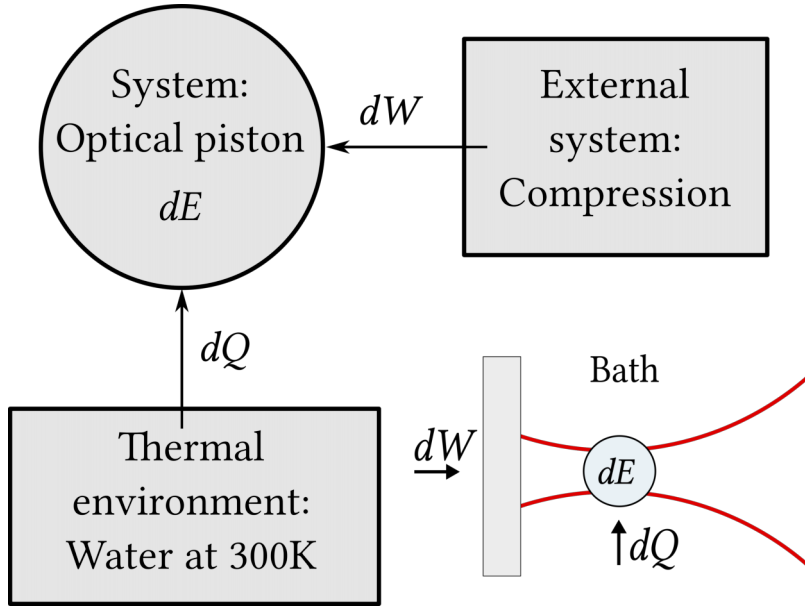 System:
Optical piston
dE
dW
External
system:
Compression
dQ
Thermal
environment:
Water at 300K
Bath
dW
dE
dQ